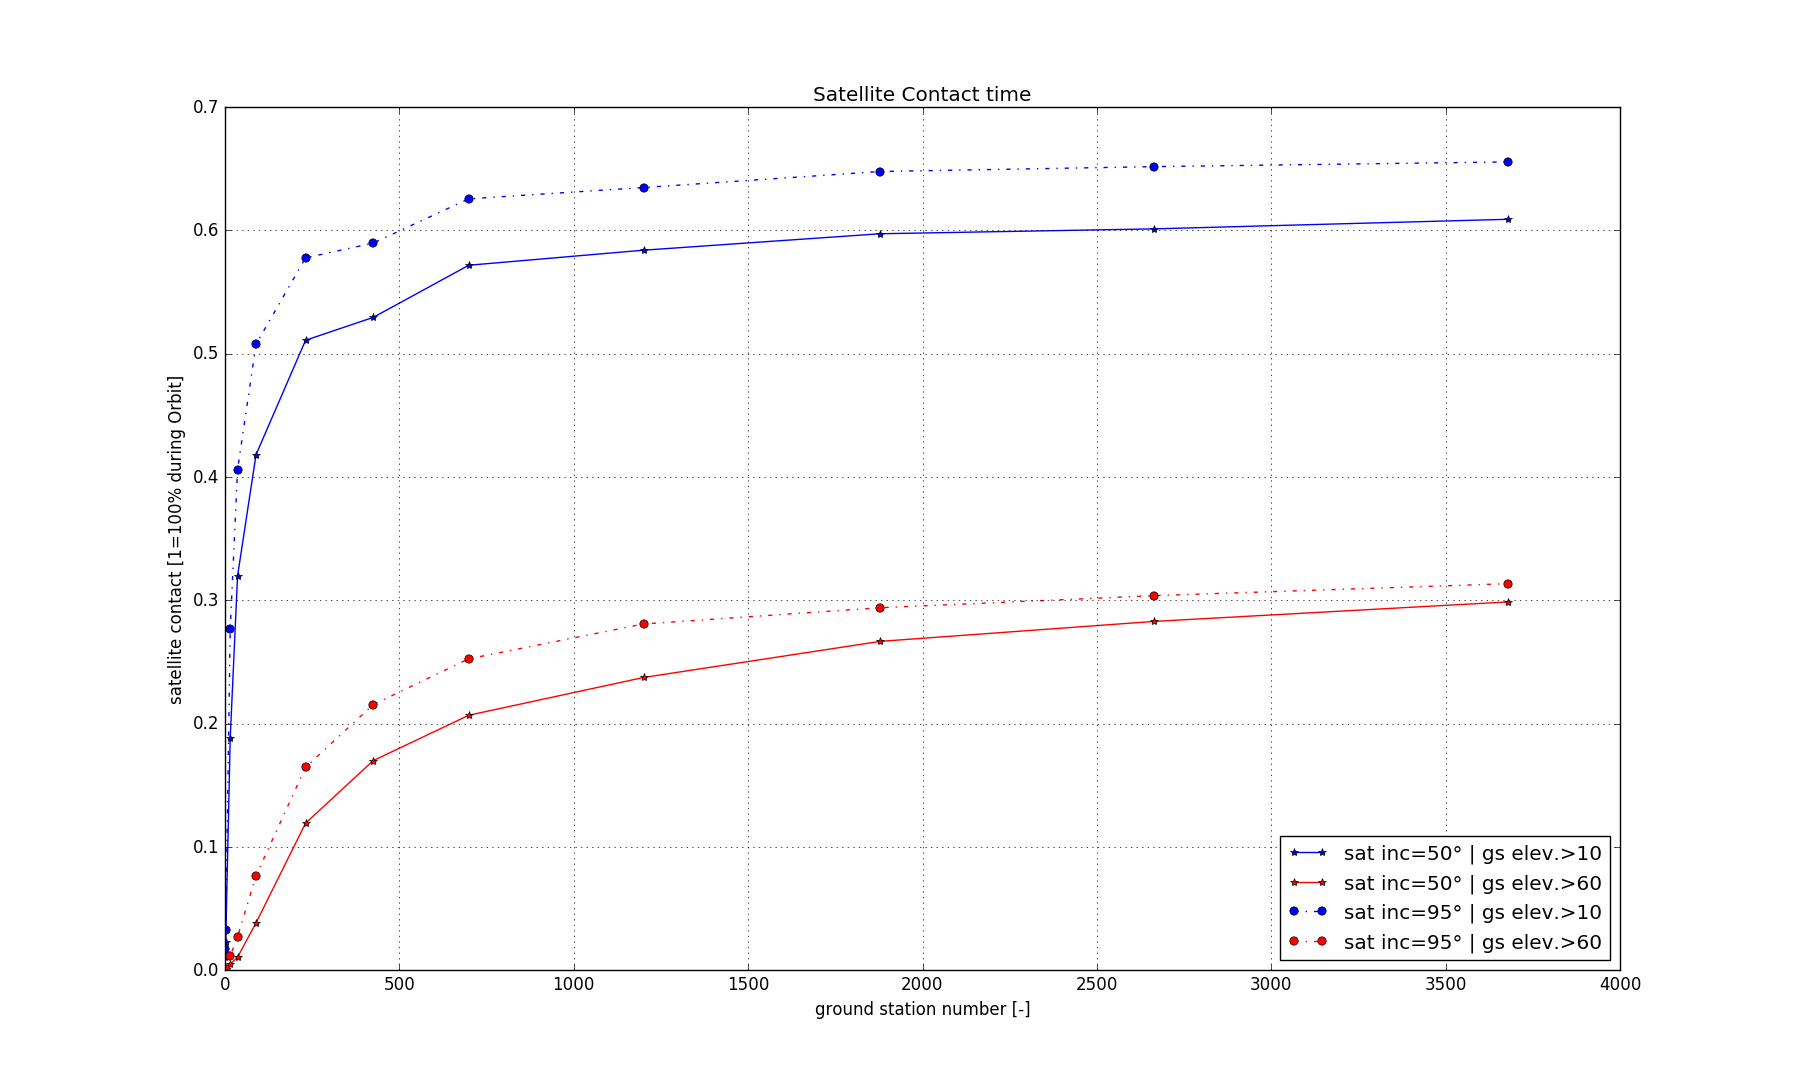 Satellite Contact time
0.7
0.6
0.5
0.4
0.3
0.2
0.1
0.0
satellite contact [1=100% during Orbit]
0 500 1000 1500 2000 2500 3000 3500 4000
ground station number [-]
sat inc=50° | gs elev.>10
sat inc=50° | gs elev.>60
sat inc=95° | gs elev.>10
sat inc=95° | gs elev.>60